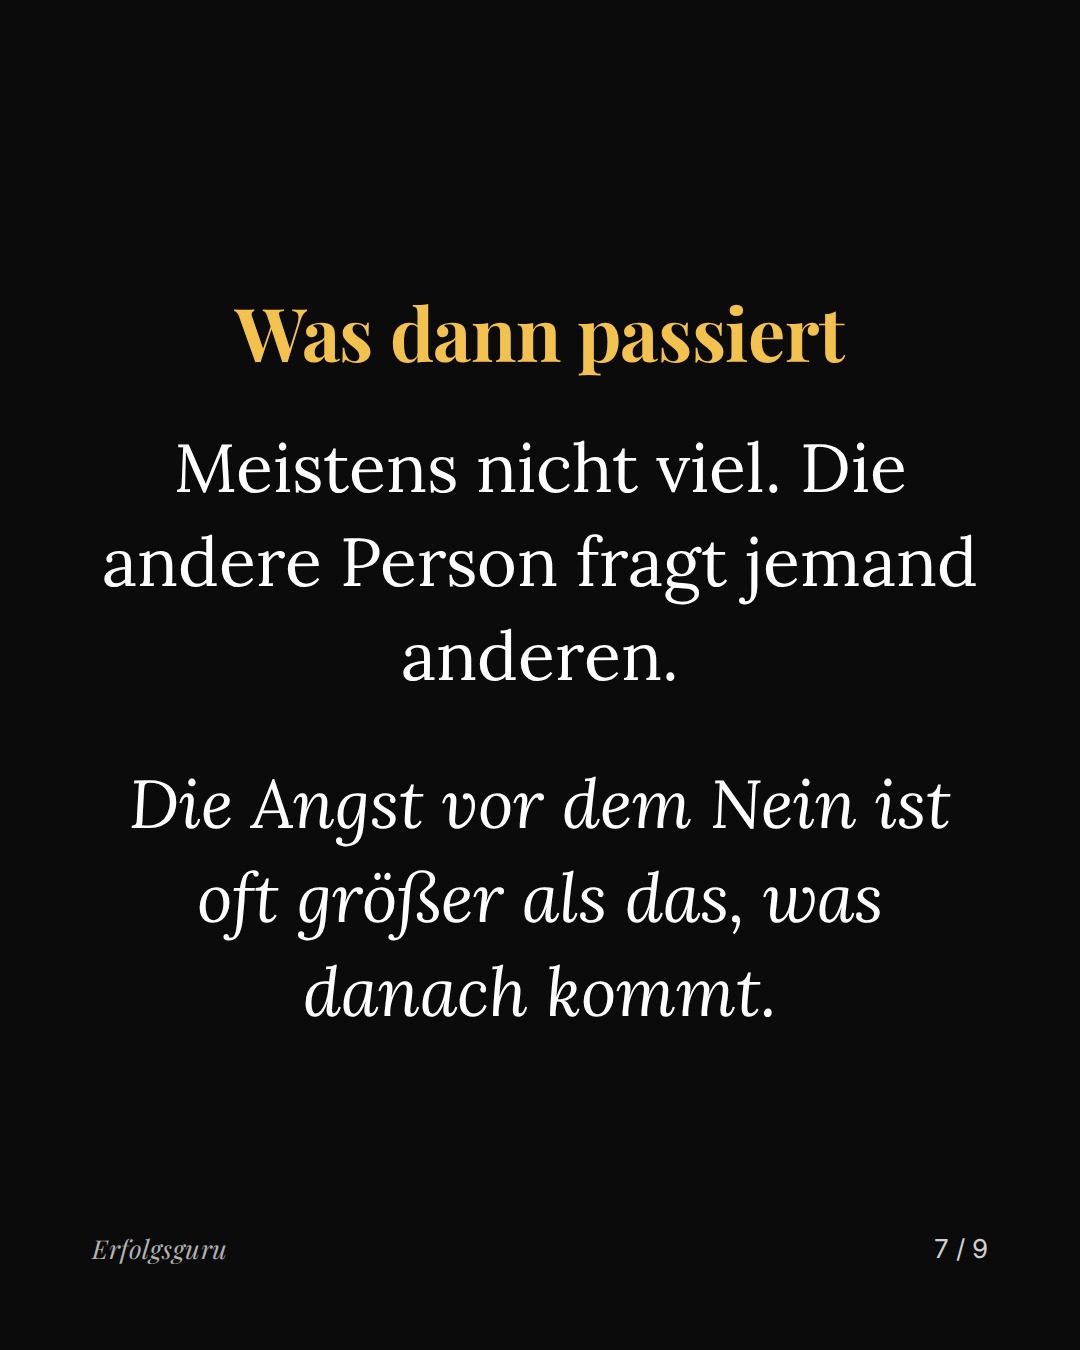 Was dann passiert
Meistens nicht viel. Die
andere Person fragt jemand
anderen.
Die Angst vor dem Nein ist
oft größer als das, was
danach kommt.
Erfolgsguru
7 / 9